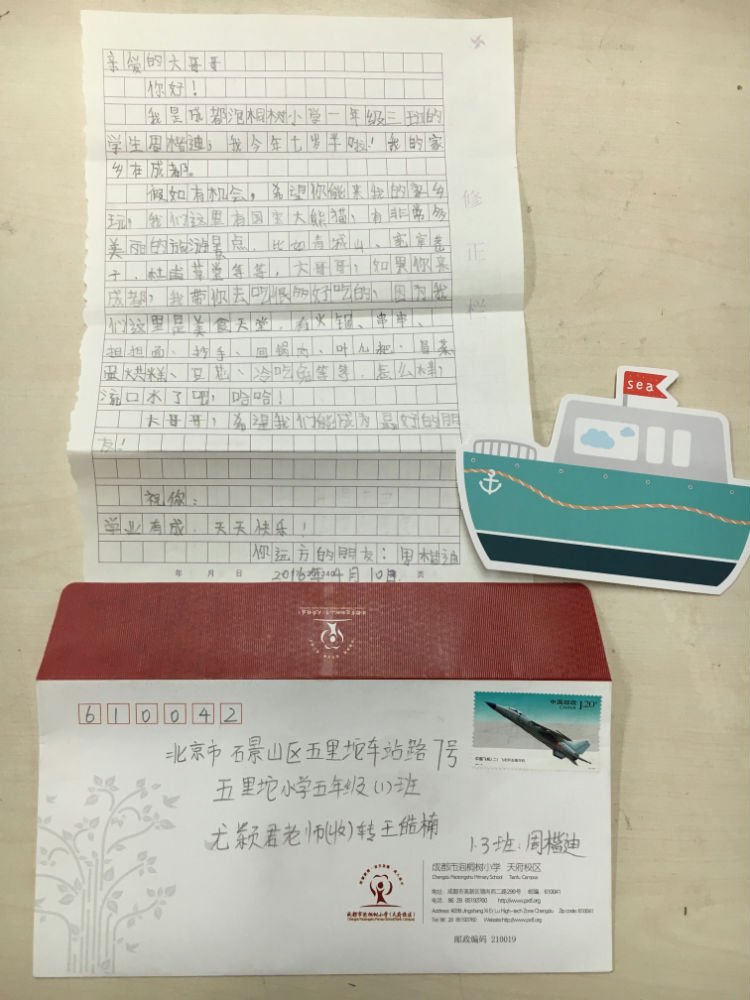 亲爱的大哥哥
你好！
我是成都泡桐树小学一年级三班的
学生周楷迪，我今年七岁半啦！我的家
乡在成都。
假如有机会，希望你能来我的家乡
玩，我们这里有国宝大熊猫，有非常多
美丽的旅游景点，比如青城山、宽窄巷
子、杜甫草堂等等，大哥哥，如果你来
成都，我带你去吃很多好吃的，因为我
们这里是美食天堂，有火锅、串串、
担担面、抄手、回锅肉、叶儿粑、冒菜
蛋烘糕、豆花、冷吃兔等等，怎么样，
流口水了吧，哈哈！
大哥哥，希望我们能成为最好的朋
友！
祝你：
学业有成，天天快乐！
你远方的朋友：周楷迪
年 月 日 页
2016年04月10日
修正栏
sea
610042
中国邮政 CHINA 1.20
北京市石景山区五里坨车站路7号
五里坨小学五年级(1)班
尤颖君老师(收)转王皓楠
1.3班：周楷迪
成都市泡桐树小学 天府校区
Chengdu Paotongshu Primary School Tianfu Campus
邮政编码 210019